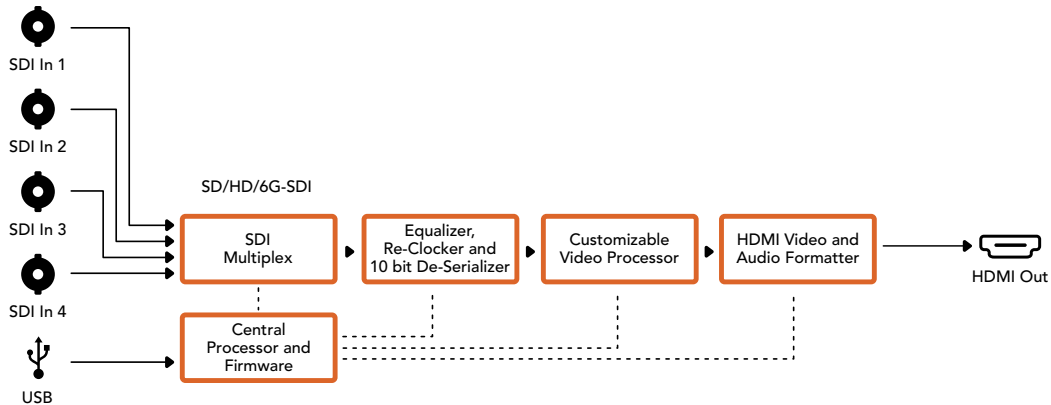 SDI In 1
SDI In 2
SDI In 3
SDI In 4
USB
SD/HD/6G-SDI
SDI
Multiplex
Equalizer,
Re-Clocker and
10 bit De-Serializer
Customizable
Video Processor
HDMI Video and
Audio Formatter
HDMI Out
Central
Processor and
Firmware